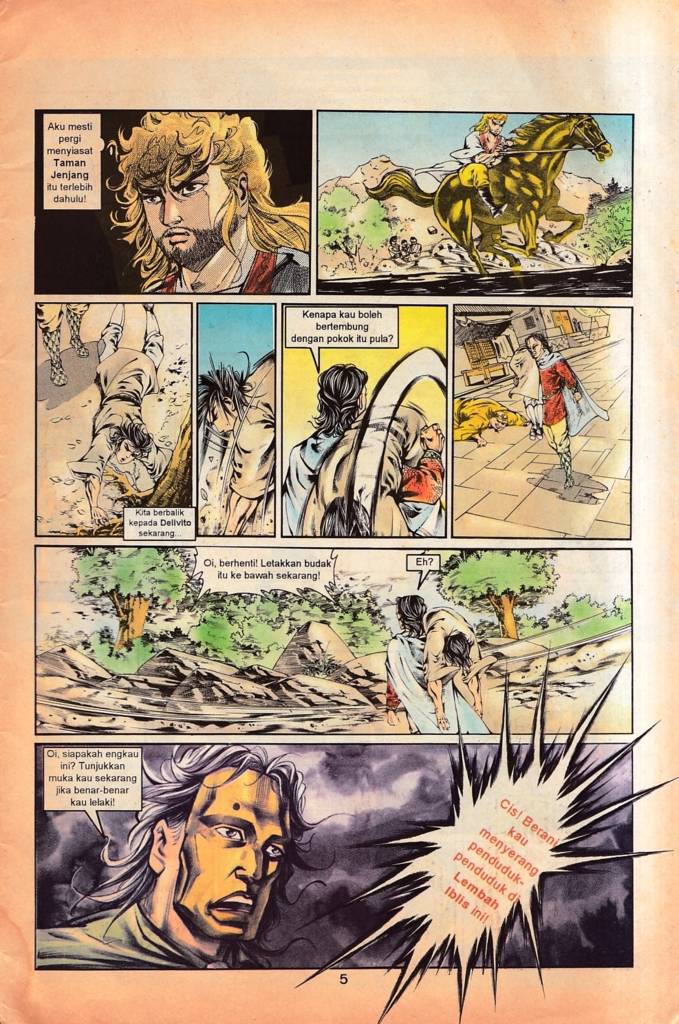 Aku mesti
pergi
menyiasat
Taman
Jenjang
itu terlebih
dahulu!
Kita berbalik
kepada Delivito
sekarang...
Kenapa kau boleh
bertembung
dengan pokok itu pula?
Oi, berhenti! Letakkan budak
itu ke bawah sekarang!
Eh?
Oi, siapakah engkau
ini? Tunjukkan
muka kau sekarang
jika benar-benar
kau lelaki!
Cis! Berani
kau
menyerang
penduduk-
penduduk di
Lembah
Iblis ini!
5